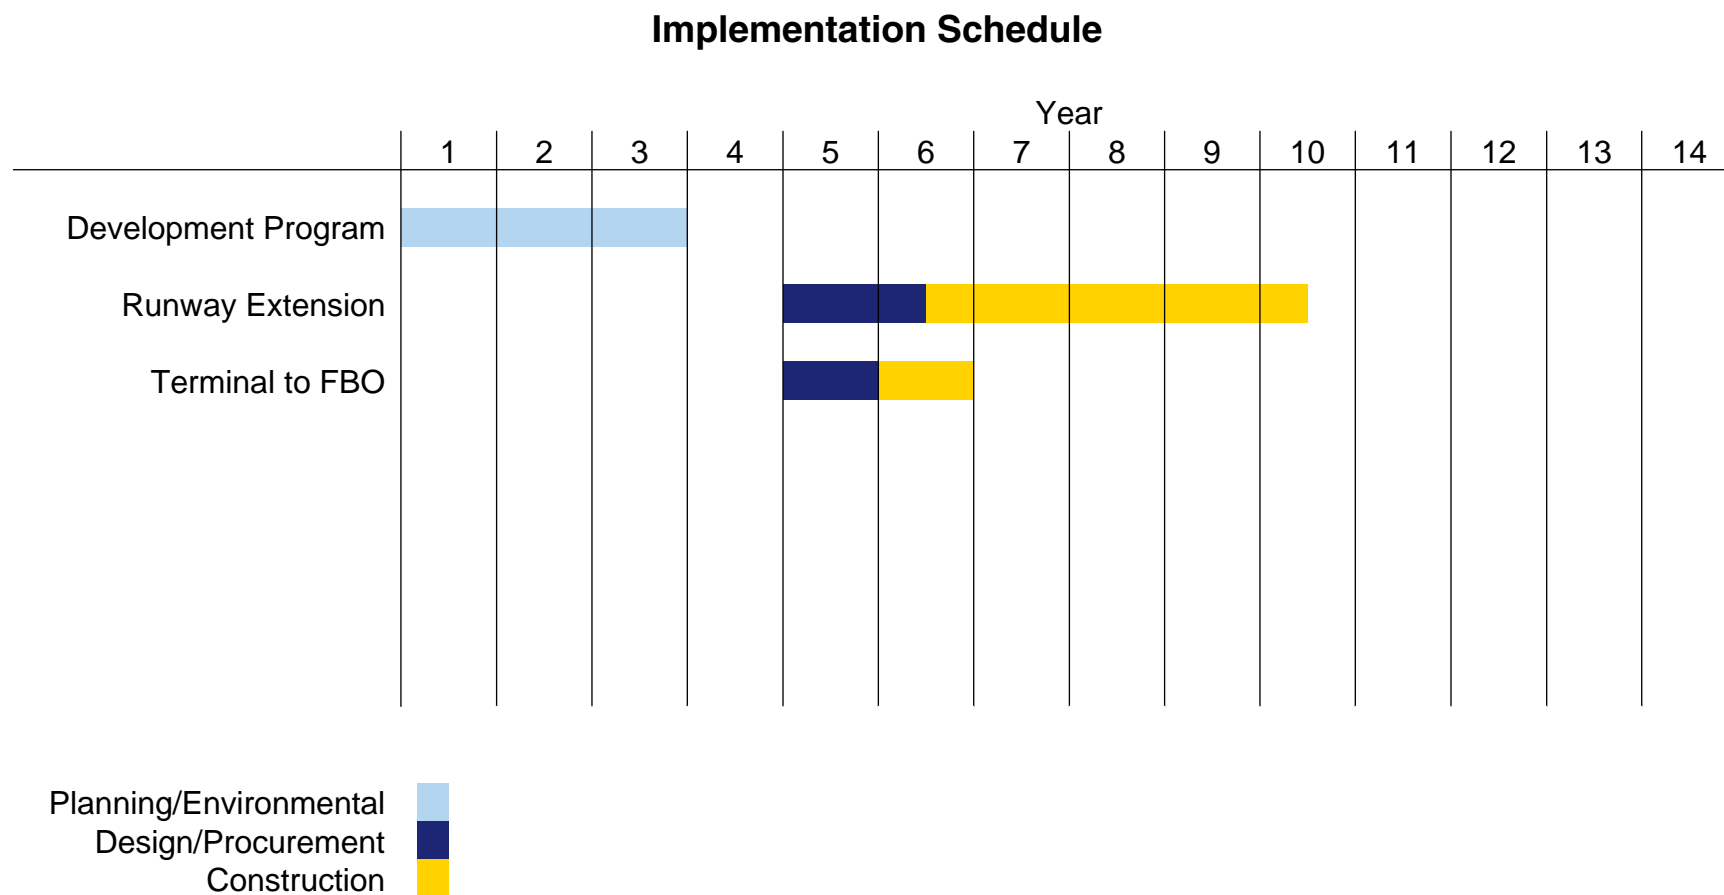 Implementation Schedule
Year
1 2 3 4 5 6 7 8 9 10 11 12 13 14
Development Program
Runway Extension
Terminal to FBO
Planning/Environmental
Design/Procurement
Construction